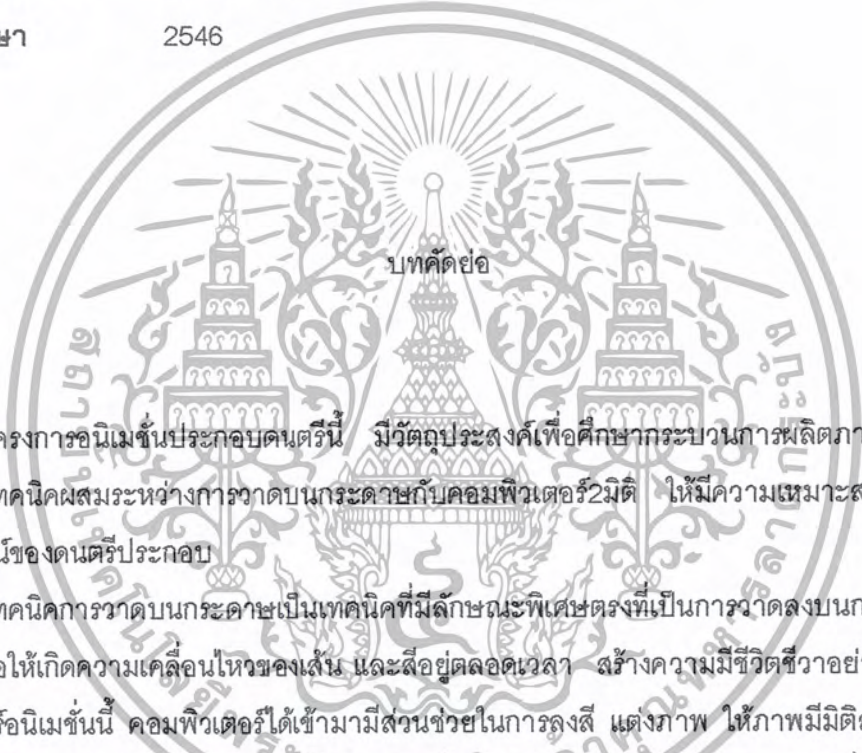 ษา 2546
บทคัดย่อ
ครงการอนิเมชั่นประกอบดนตรีนี้ มีวัตถุประสงค์เพื่อศึกษากระบวนการผลิตภา
ทคนิคผสมระหว่างการวาดบนกระดาษกับคอมพิวเตอร์2มิติ ให้มีความเหมาะส
น์ของดนตรีประกอบ
ทคนิคการวาดบนกระดาษเป็นเทคนิคที่มีลักษณะพิเศษตรงที่เป็นการวาดลงบนก
อให้เกิดความเคลื่อนไหวของเส้น และสีอยู่ตลอดเวลา สร้างความมีชีวิตชีวาอย่
ร์อนิเมชั่นนี้ คอมพิวเตอร์ได้เข้ามามีส่วนช่วยในการลงสี แต่งภาพ ให้ภาพมีมิติย